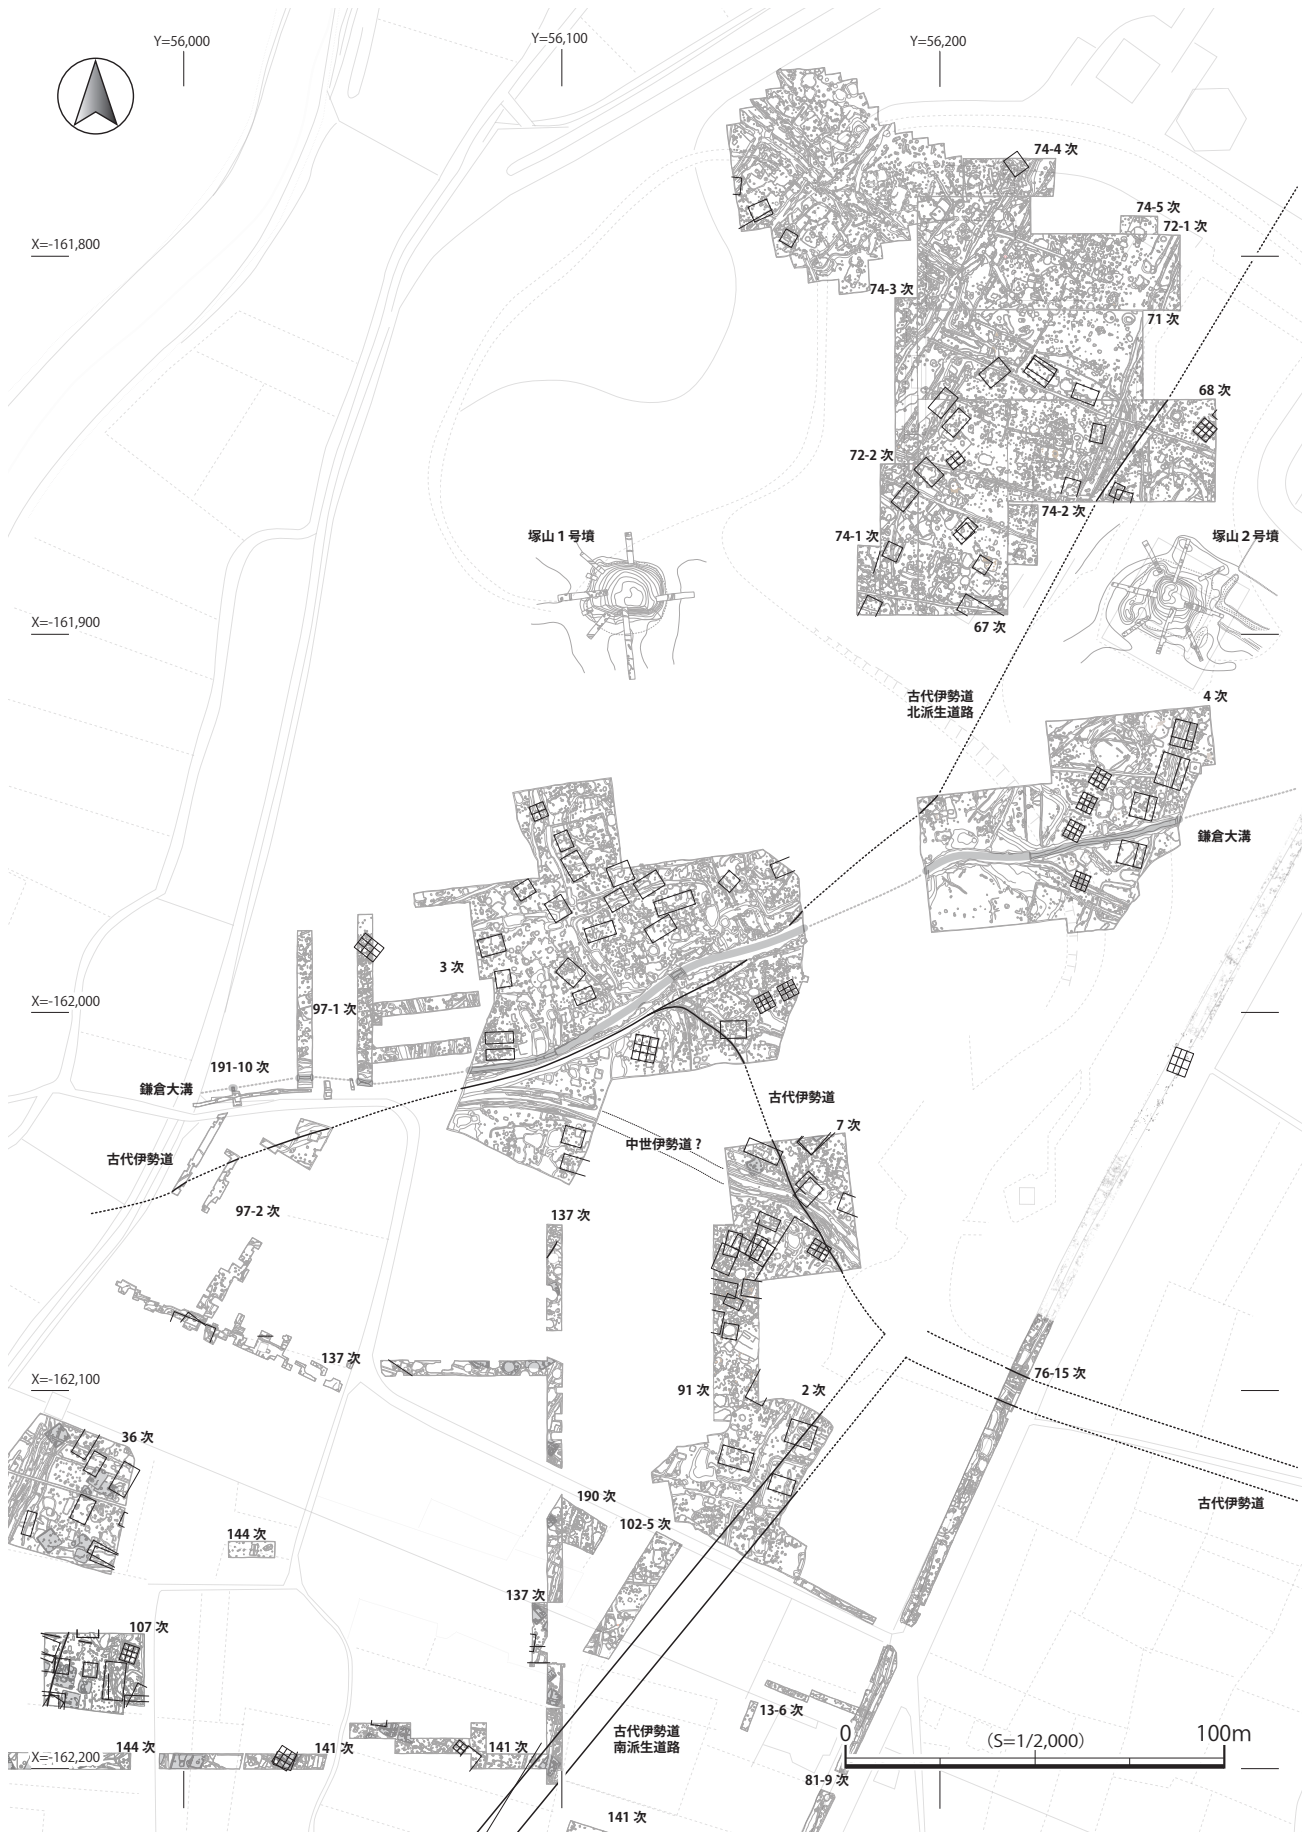 Y=56,000
Y=56,100
Y=56,200
74-4 次
74-5 次
72-1 次
X=-161,800
74-3 次
71 次
68 次
72-2 次
74-2 次
74-1 次
塚山 1 号墳
塚山 2 号墳
X=-161,900
67 次
古代伊勢道
北派生道路
4 次
鎌倉大溝
3 次
X=-162,000
97-1 次
191-10 次
鎌倉大溝
古代伊勢道
7 次
中世伊勢道 ?
古代伊勢道
97-2 次
137 次
137 次
76-15 次
X=-162,100
91 次
2 次
36 次
190 次
古代伊勢道
102-5 次
144 次
137 次
107 次
13-6 次
古代伊勢道
南派生道路
0
（S=1/2,000）
100m
144 次
141 次
141 次
X=-162,200
81-9 次
141 次